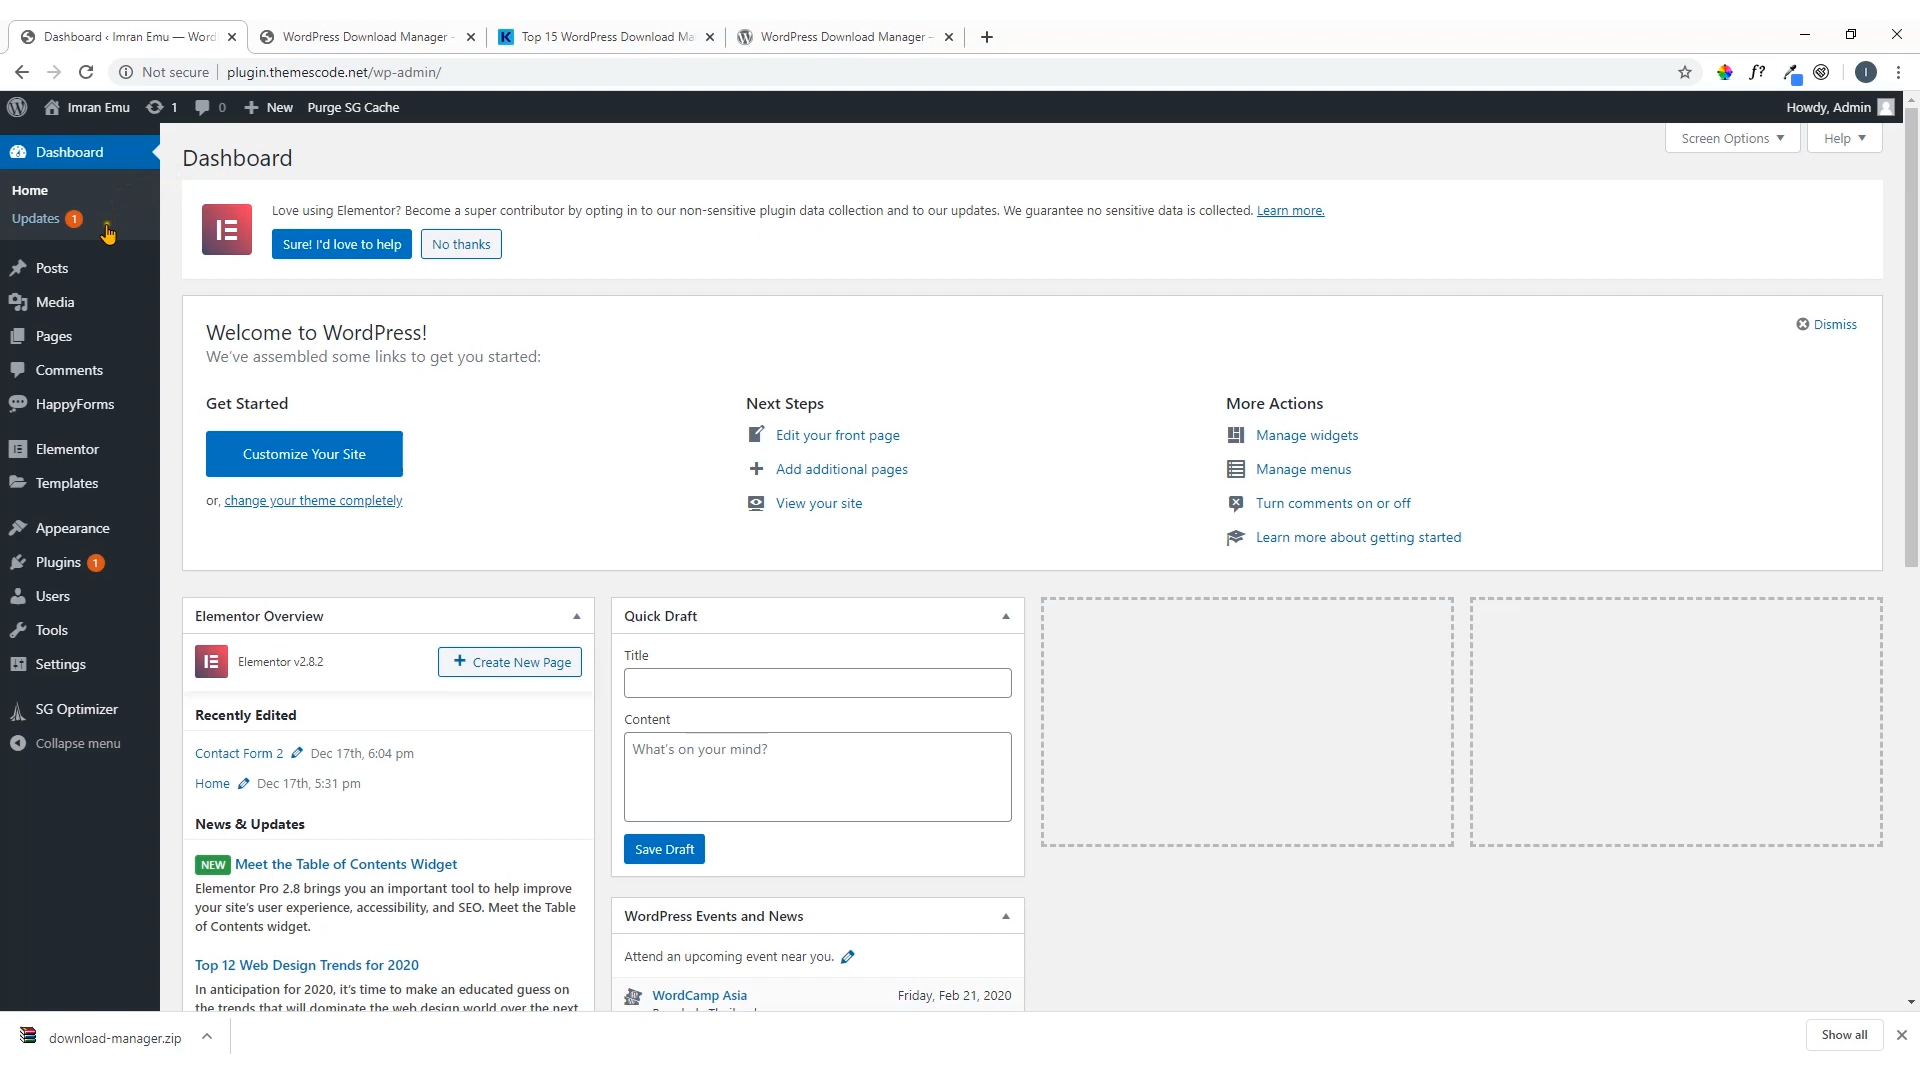 Dashboard ‹ Imran Emu — Word
WordPress Download Manager -
Top 15 WordPress Download Ma
WordPress Download Manager –
Not secure
plugin.themescode.net/wp-admin/
f?
I
Imran Emu
1
0
New
Purge SG Cache
Howdy, Admin
Dashboard
Home
Updates 1
Posts
Media
Pages
Comments
HappyForms
Elementor
Templates
Appearance
Plugins 1
Users
Tools
Settings
SG Optimizer
Collapse menu
Screen Options
Help
Dashboard
Love using Elementor? Become a super contributor by opting in to our non-sensitive plugin data collection and to our updates. We guarantee no sensitive data is collected. Learn more.
Sure! I'd love to help
No thanks
Welcome to WordPress!
We've assembled some links to get you started:
Dismiss
Get Started
Customize Your Site
or, change your theme completely
Next Steps
Edit your front page
Add additional pages
View your site
More Actions
Manage widgets
Manage menus
Turn comments on or off
Learn more about getting started
Elementor Overview
Elementor v2.8.2
Create New Page
Recently Edited
Contact Form 2 Dec 17th, 6:04 pm
Home Dec 17th, 5:31 pm
News & Updates
NEW Meet the Table of Contents Widget
Elementor Pro 2.8 brings you an important tool to help improve
your site's user experience, accessibility, and SEO. Meet the Table
of Contents widget.
Top 12 Web Design Trends for 2020
In anticipation for 2020, it's time to make an educated guess on
the trends that will dominate the web design world over the next
Quick Draft
Title
Content
What's on your mind?
Save Draft
WordPress Events and News
Attend an upcoming event near you.
WordCamp Asia
Friday, Feb 21, 2020
download-manager.zip
Show all